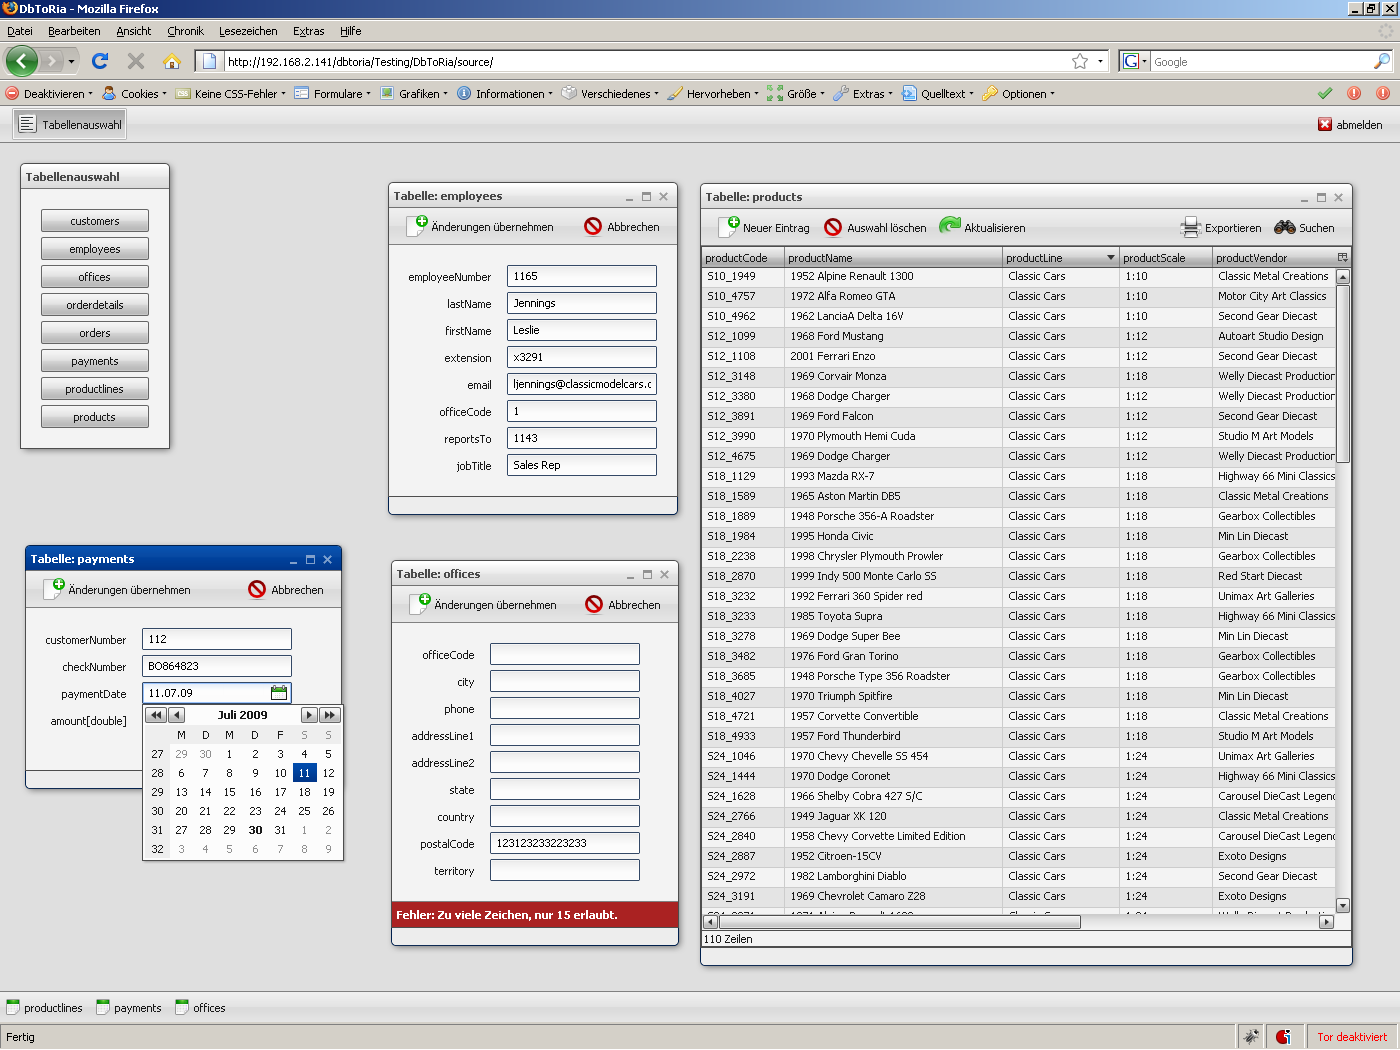 DbToRia - Mozilla Firefox
Datei Bearbeiten Ansicht Chronik Lesezeichen Extras Hilfe
http://192.168.2.141/dbtoria/Testing/DbToRia/source/
G Google
Deaktivieren Cookies Keine CSS-Fehler Formulare Grafiken Informationen Verschiedenes Hervorheben Größe Extras Quelltext Optionen
Tabellenauswahl abmelden
Tabellenauswahl
customers
employees
offices
orderdetails
orders
payments
productlines
products
Tabelle: employees
Änderungen übernehmen Abbrechen
employeeNumber 1165
lastName Jennings
firstName Leslie
extension x3291
email ljennings@classicmodelcars.c
officeCode 1
reportsTo 1143
jobTitle Sales Rep
Tabelle: payments
Änderungen übernehmen Abbrechen
customerNumber 112
checkNumber BO864823
paymentDate 11.07.09
amount[double]
Juli 2009
M D M D F S S
27 29 30 1 2 3 4 5
28 6 7 8 9 10 11 12
29 13 14 15 16 17 18 19
30 20 21 22 23 24 25 26
31 27 28 29 30 31 1 2
32 3 4 5 6 7 8 9
Tabelle: offices
Änderungen übernehmen Abbrechen
officeCode
city
phone
addressLine1
addressLine2
state
country
postalCode 123123233223233
territory
Fehler: Zu viele Zeichen, nur 15 erlaubt.
Tabelle: products
Neuer Eintrag Auswahl löschen Aktualisieren Exportieren Suchen
productCode productName productLine productScale productVendor
S10_1949 1952 Alpine Renault 1300 Classic Cars 1:10 Classic Metal Creations
S10_4757 1972 Alfa Romeo GTA Classic Cars 1:10 Motor City Art Classics
S10_4962 1962 LanciaA Delta 16V Classic Cars 1:10 Second Gear Diecast
S12_1099 1968 Ford Mustang Classic Cars 1:12 Autoart Studio Design
S12_1108 2001 Ferrari Enzo Classic Cars 1:12 Second Gear Diecast
S12_3148 1969 Corvair Monza Classic Cars 1:18 Welly Diecast Production
S12_3380 1968 Dodge Charger Classic Cars 1:12 Welly Diecast Production
S12_3891 1969 Ford Falcon Classic Cars 1:12 Second Gear Diecast
S12_3990 1970 Plymouth Hemi Cuda Classic Cars 1:12 Studio M Art Models
S12_4675 1969 Dodge Charger Classic Cars 1:12 Welly Diecast Production
S18_1129 1993 Mazda RX-7 Classic Cars 1:18 Highway 66 Mini Classics
S18_1589 1965 Aston Martin DB5 Classic Cars 1:18 Classic Metal Creations
S18_1889 1948 Porsche 356-A Roadster Classic Cars 1:18 Gearbox Collectibles
S18_1984 1995 Honda Civic Classic Cars 1:18 Min Lin Diecast
S18_2238 1998 Chrysler Plymouth Prowler Classic Cars 1:18 Gearbox Collectibles
S18_2870 1999 Indy 500 Monte Carlo SS Classic Cars 1:18 Red Start Diecast
S18_3232 1992 Ferrari 360 Spider red Classic Cars 1:18 Unimax Art Galleries
S18_3233 1985 Toyota Supra Classic Cars 1:18 Highway 66 Mini Classics
S18_3278 1969 Dodge Super Bee Classic Cars 1:18 Min Lin Diecast
S18_3482 1976 Ford Gran Torino Classic Cars 1:18 Gearbox Collectibles
S18_3685 1948 Porsche Type 356 Roadster Classic Cars 1:18 Gearbox Collectibles
S18_4027 1970 Triumph Spitfire Classic Cars 1:18 Min Lin Diecast
S18_4721 1957 Corvette Convertible Classic Cars 1:18 Classic Metal Creations
S18_4933 1957 Ford Thunderbird Classic Cars 1:18 Studio M Art Models
S24_1046 1970 Chevy Chevelle SS 454 Classic Cars 1:24 Unimax Art Galleries
S24_1444 1970 Dodge Coronet Classic Cars 1:24 Highway 66 Mini Classics
S24_1628 1966 Shelby Cobra 427 S/C Classic Cars 1:24 Carousel DieCast Legend
S24_2766 1949 Jaguar XK 120 Classic Cars 1:24 Classic Metal Creations
S24_2840 1958 Chevy Corvette Limited Edition Classic Cars 1:24 Carousel DieCast Legend
S24_2887 1952 Citroen-15CV Classic Cars 1:24 Exoto Designs
S24_2972 1982 Lamborghini Diablo Classic Cars 1:24 Second Gear Diecast
S24_3191 1969 Chevrolet Camaro Z28 Classic Cars 1:24 Exoto Designs
110 Zeilen
productlines payments offices
Fertig Tor deaktiviert